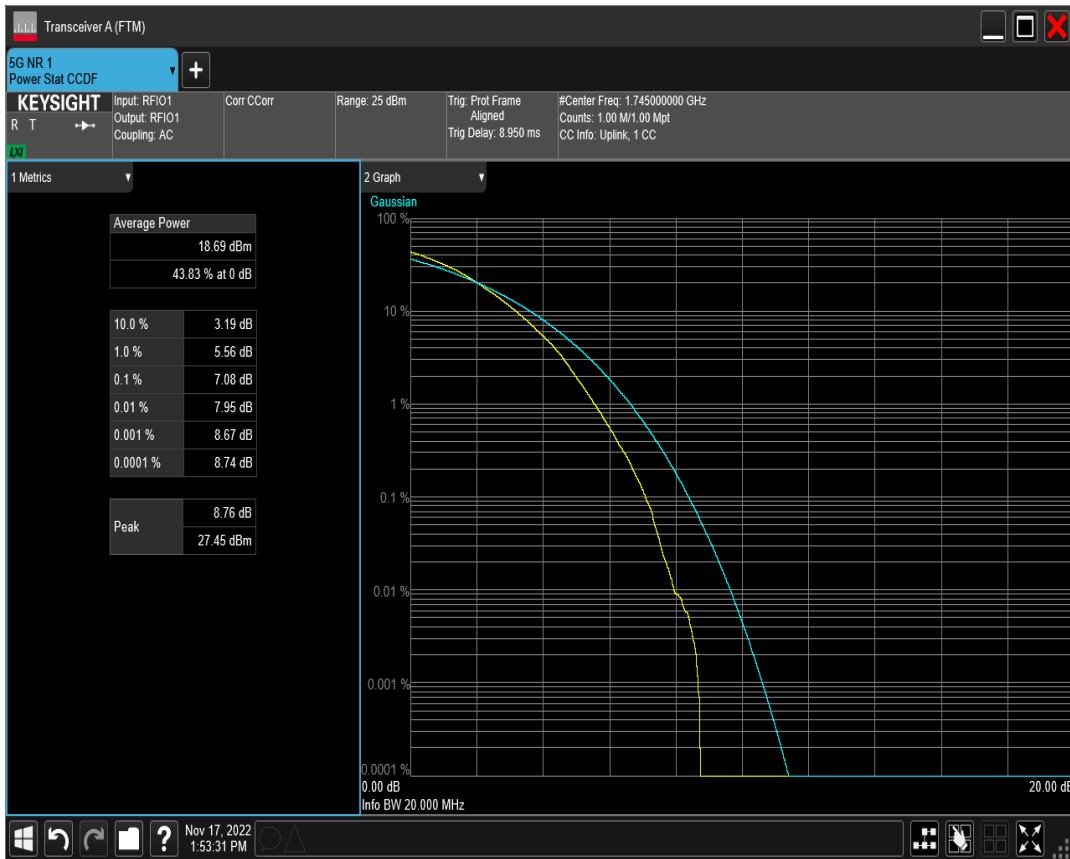 Transceiver A (FTM)
5G NR 1
Power Stat CCDF
+
KEYSIGHT
R T
LXI
Input: RFIO1
Output: RFIO1
Coupling: AC
Corr CCorr
Range: 25 dBm
Trig: Prot Frame
Aligned
Trig Delay: 8.950 ms
#Center Freq: 1.745000000 GHz
Counts: 1.00 M/1.00 Mpt
CC Info: Uplink, 1 CC
1 Metrics
Average Power
18.69 dBm
43.83 % at 0 dB
10.0 % 3.19 dB
1.0 % 5.56 dB
0.1 % 7.08 dB
0.01 % 7.95 dB
0.001 % 8.67 dB
0.0001 % 8.74 dB
Peak
8.76 dB
27.45 dBm
2 Graph
Gaussian
100 %
10 %
1 %
0.1 %
0.01 %
0.001 %
0.0001 %
0.00 dB 20.00 dB
Info BW 20.000 MHz
?
Nov 17, 2022
1:53:31 PM